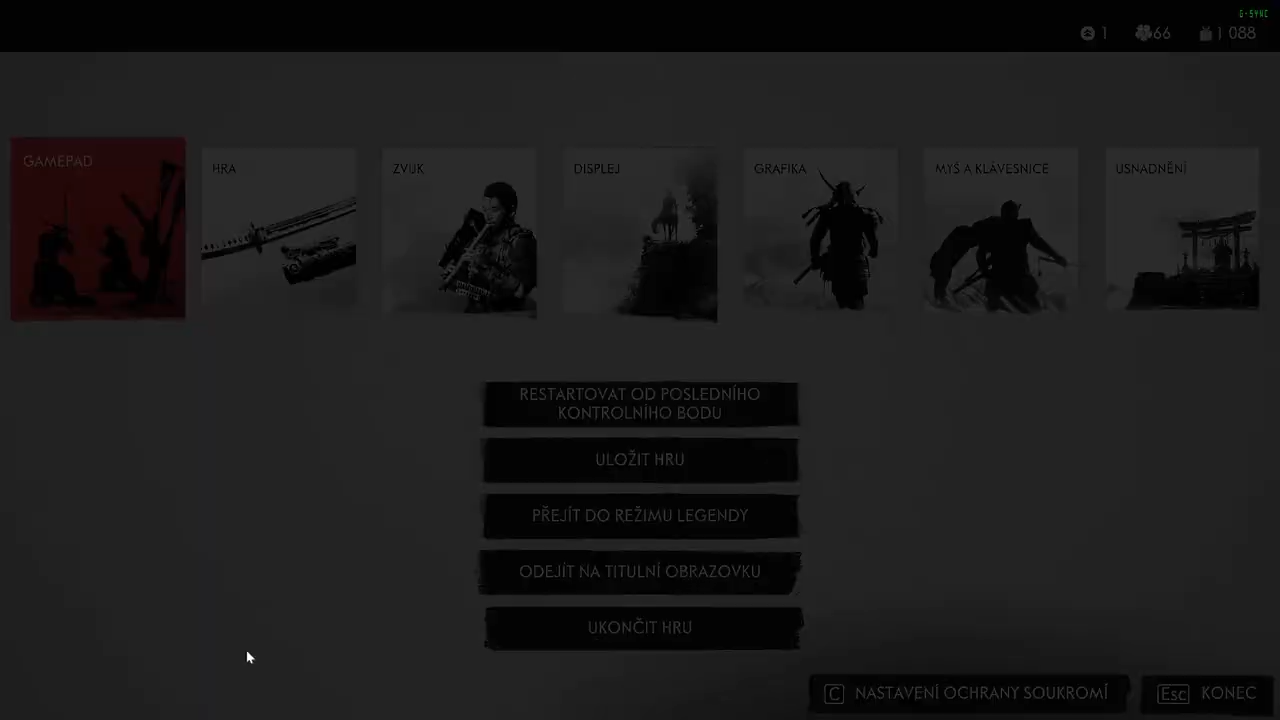 G-SYNC
1 66 1 088
GAMEPAD HRA ZVUK DISPLEJ GRAFIKA MYŠ A KLÁVESNICE USNADNĚNÍ
RESTARTOVAT OD POSLEDNÍHO
KONTROLNÍHO BODU
ULOŽIT HRU
PŘEJÍT DO REŽIMU LEGENDY
ODEJÍT NA TITULNÍ OBRAZOVKU
UKONČIT HRU
C NASTAVENÍ OCHRANY SOUKROMÍ Esc KONEC